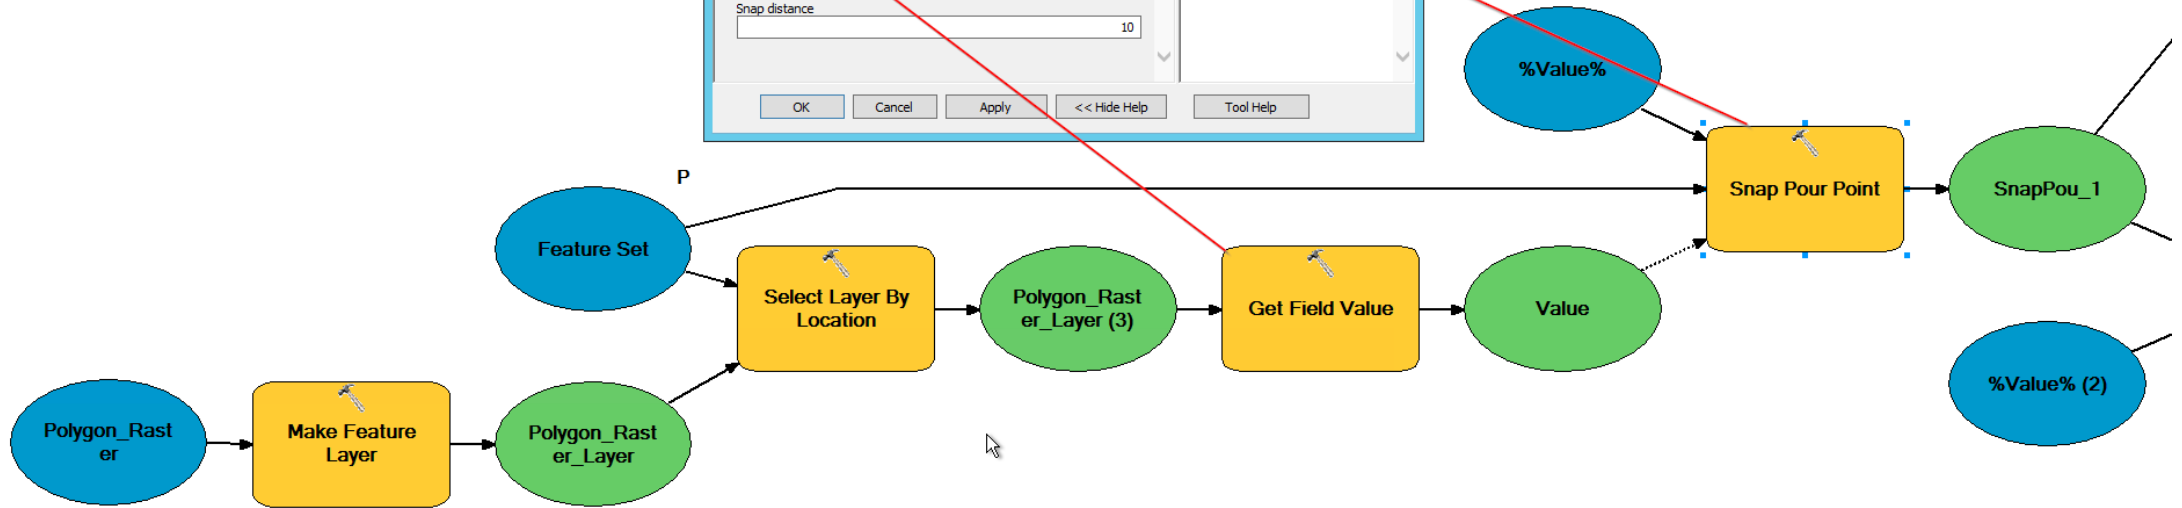 Snap distance
10
OK
Cancel
Apply
<< Hide Help
Tool Help
%Value%
P
Feature Set
Snap Pour Point
SnapPou_1
Select Layer By
Location
Polygon_Rast
er_Layer (3)
Get Field Value
Value
%Value% (2)
Polygon_Rast
er
Make Feature
Layer
Polygon_Rast
er_Layer